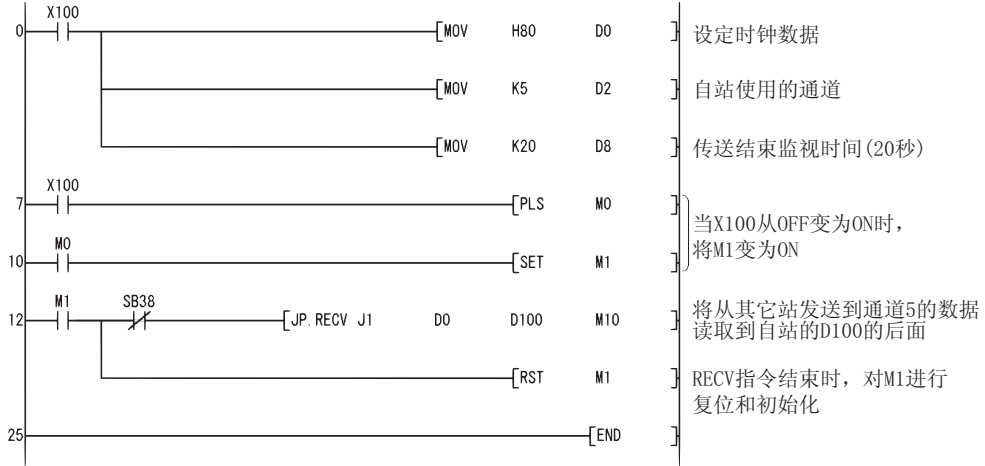 X100
0 [MOV H80 D0 ] 设定时钟数据
[MOV K5 D2 ] 自站使用的通道
[MOV K20 D8 ] 传送结束监视时间(20秒)
X100
7 [PLS M0 ]
当X100从OFF变为ON时，
将M1变为ON
M0
10 [SET M1 ]
M1 SB38
12 [JP.RECV J1 D0 D100 M10 ]
将从其它站发送到通道5的数据
读取到自站的D100的后面
[RST M1 ]
RECV指令结束时，对M1进行
复位和初始化
25 [END ]